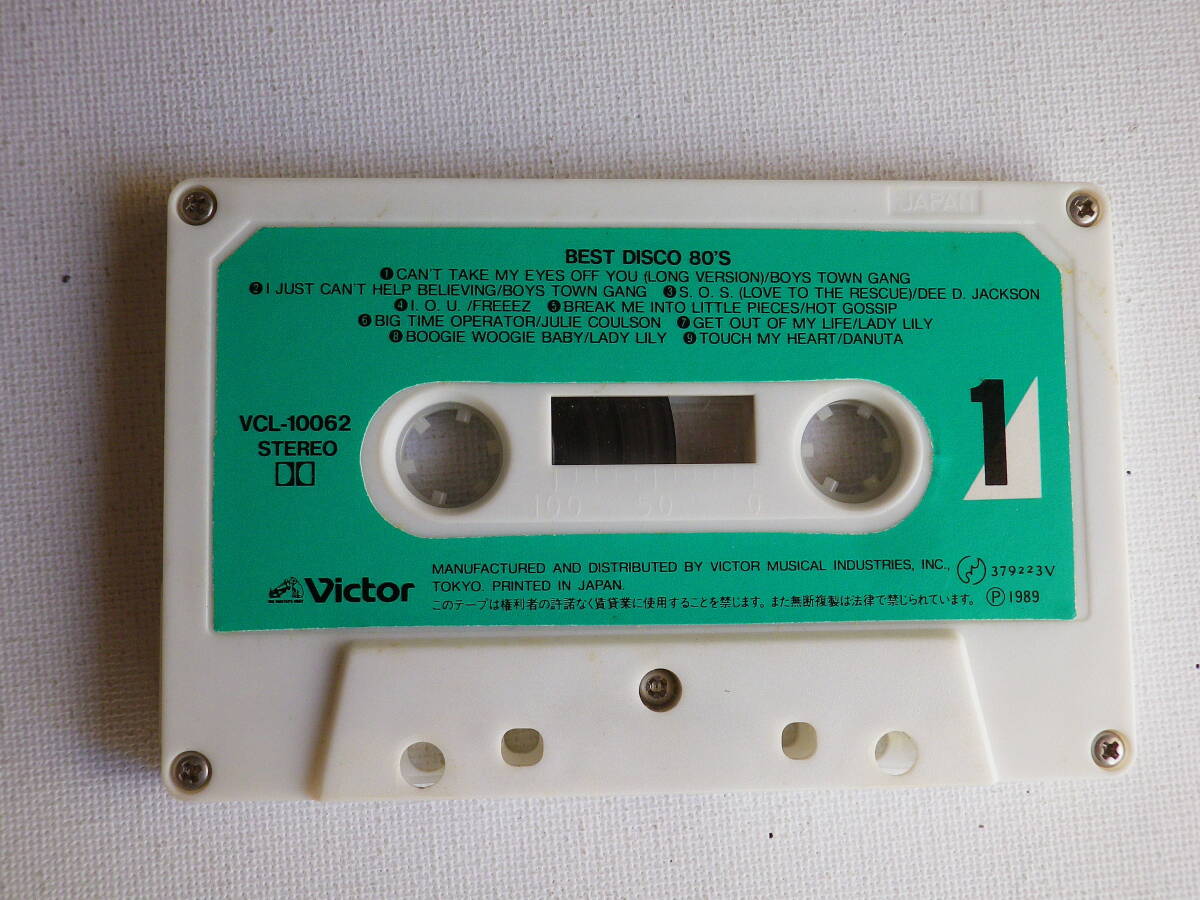 JAPAN
BEST DISCO 80'S
❶CAN'T TAKE MY EYES OFF YOU (LONG VERSION)/BOYS TOWN GANG
❷I JUST CAN'T HELP BELIEVING/BOYS TOWN GANG ❸S. O. S. (LOVE TO THE RESCUE)/DEE D. JACKSON
❹I. O. U. /FREEEZ ❺BREAK ME INTO LITTLE PIECES/HOT GOSSIP
❻BIG TIME OPERATOR/JULIE COULSON ❼GET OUT OF MY LIFE/LADY LILY
❽BOOGIE WOOGIE BABY/LADY LILY ❾TOUCH MY HEART/DANUTA
VCL-10062
STEREO
1
100 50 0
MANUFACTURED AND DISTRIBUTED BY VICTOR MUSICAL INDUSTRIES, INC.,
TOKYO. PRINTED IN JAPAN.
379223V
Victor
このテープは権利者の許諾なく賃貸業に使用することを禁じます。また無断複製は法律で禁じられています。 Ⓟ1989